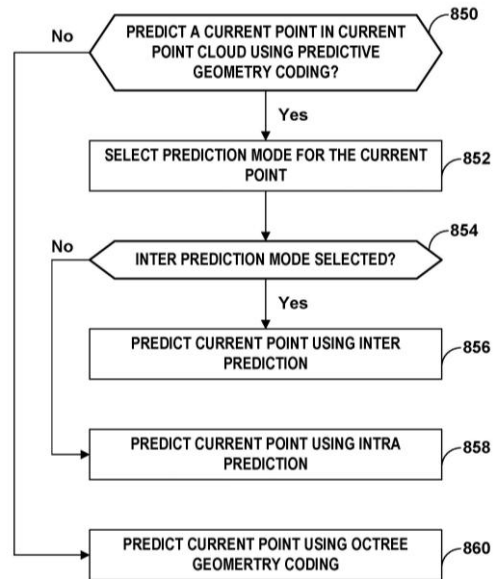 No
PREDICT A CURRENT POINT IN CURRENT
POINT CLOUD USING PREDICTIVE
GEOMETRY CODING?
850
Yes
SELECT PREDICTION MODE FOR THE CURRENT
POINT
852
No
INTER PREDICTION MODE SELECTED?
854
Yes
PREDICT CURRENT POINT USING INTER
PREDICTION
856
PREDICT CURRENT POINT USING INTRA
PREDICTION
858
PREDICT CURRENT POINT USING OCTREE
GEOMERTRY CODING
860